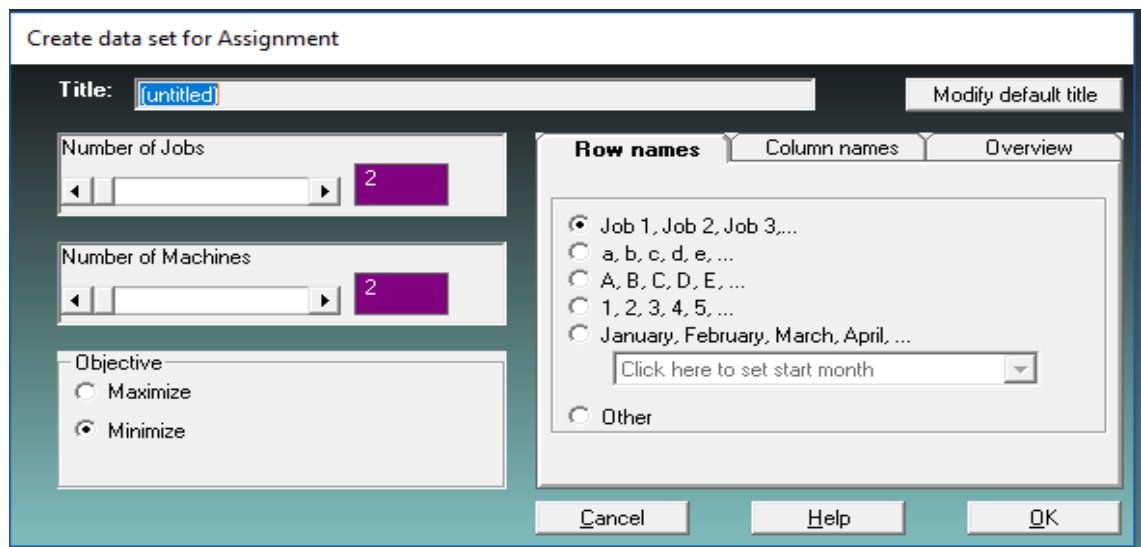 Create data set for Assignment
Title: (untitled) Modify default title
Number of Jobs
2
Number of Machines
2
Objective
Maximize
Minimize
Row names Column names Overview
Job 1, Job 2, Job 3,...
a, b, c, d, e, ...
A, B, C, D, E, ...
1, 2, 3, 4, 5, ...
January, February, March, April, ...
Click here to set start month
Other
Cancel Help OK